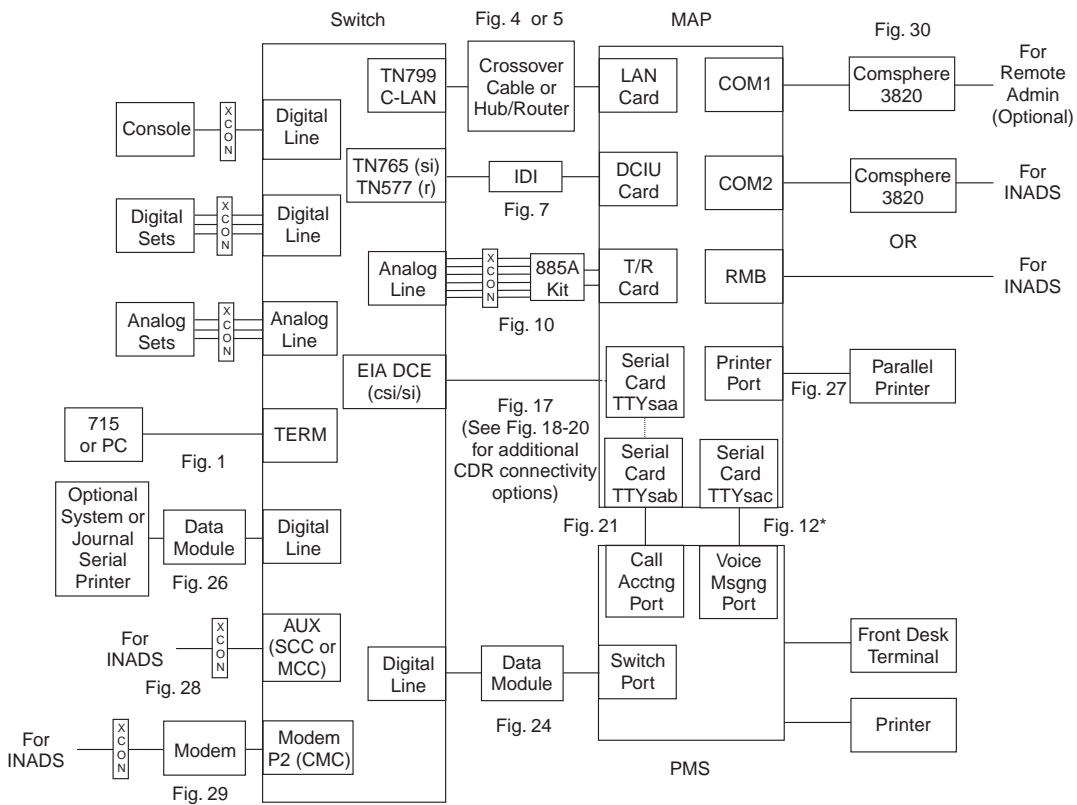 Switch
Fig. 4 or 5
MAP
Fig. 30
TN799
C-LAN
Crossover
Cable or
Hub/Router
LAN
Card
COM1
Comsphere
3820
For
Remote
Admin
(Optional)
Console
XCON
Digital
Line
TN765 (si)
TN577 (r)
IDI
Fig. 7
DCIU
Card
COM2
Comsphere
3820
For
INADS
OR
Digital
Sets
XCON
Digital
Line
Analog
Line
XCON
885A
Kit
Fig. 10
T/R
Card
RMB
For
INADS
Analog
Sets
XCON
Analog
Line
EIA DCE
(csi/si)
Fig. 17
(See Fig. 18-20
for additional
CDR connectivity
options)
Serial
Card
TTYsaa
Printer
Port
Fig. 27
Parallel
Printer
715
or PC
Fig. 1
TERM
Serial
Card
TTYsab
Serial
Card
TTYsac
Optional
System or
Journal
Serial
Printer
Data
Module
Fig. 26
Digital
Line
Fig. 21
Fig. 12*
Call
Acctng
Port
Voice
Msgng
Port
For
INADS
XCON
Fig. 28
AUX
(SCC or
MCC)
Digital
Line
Data
Module
Fig. 24
Switch
Port
Front Desk
Terminal
For
INADS
XCON
Modem
Fig. 29
Modem
P2 (CMC)
Printer
PMS